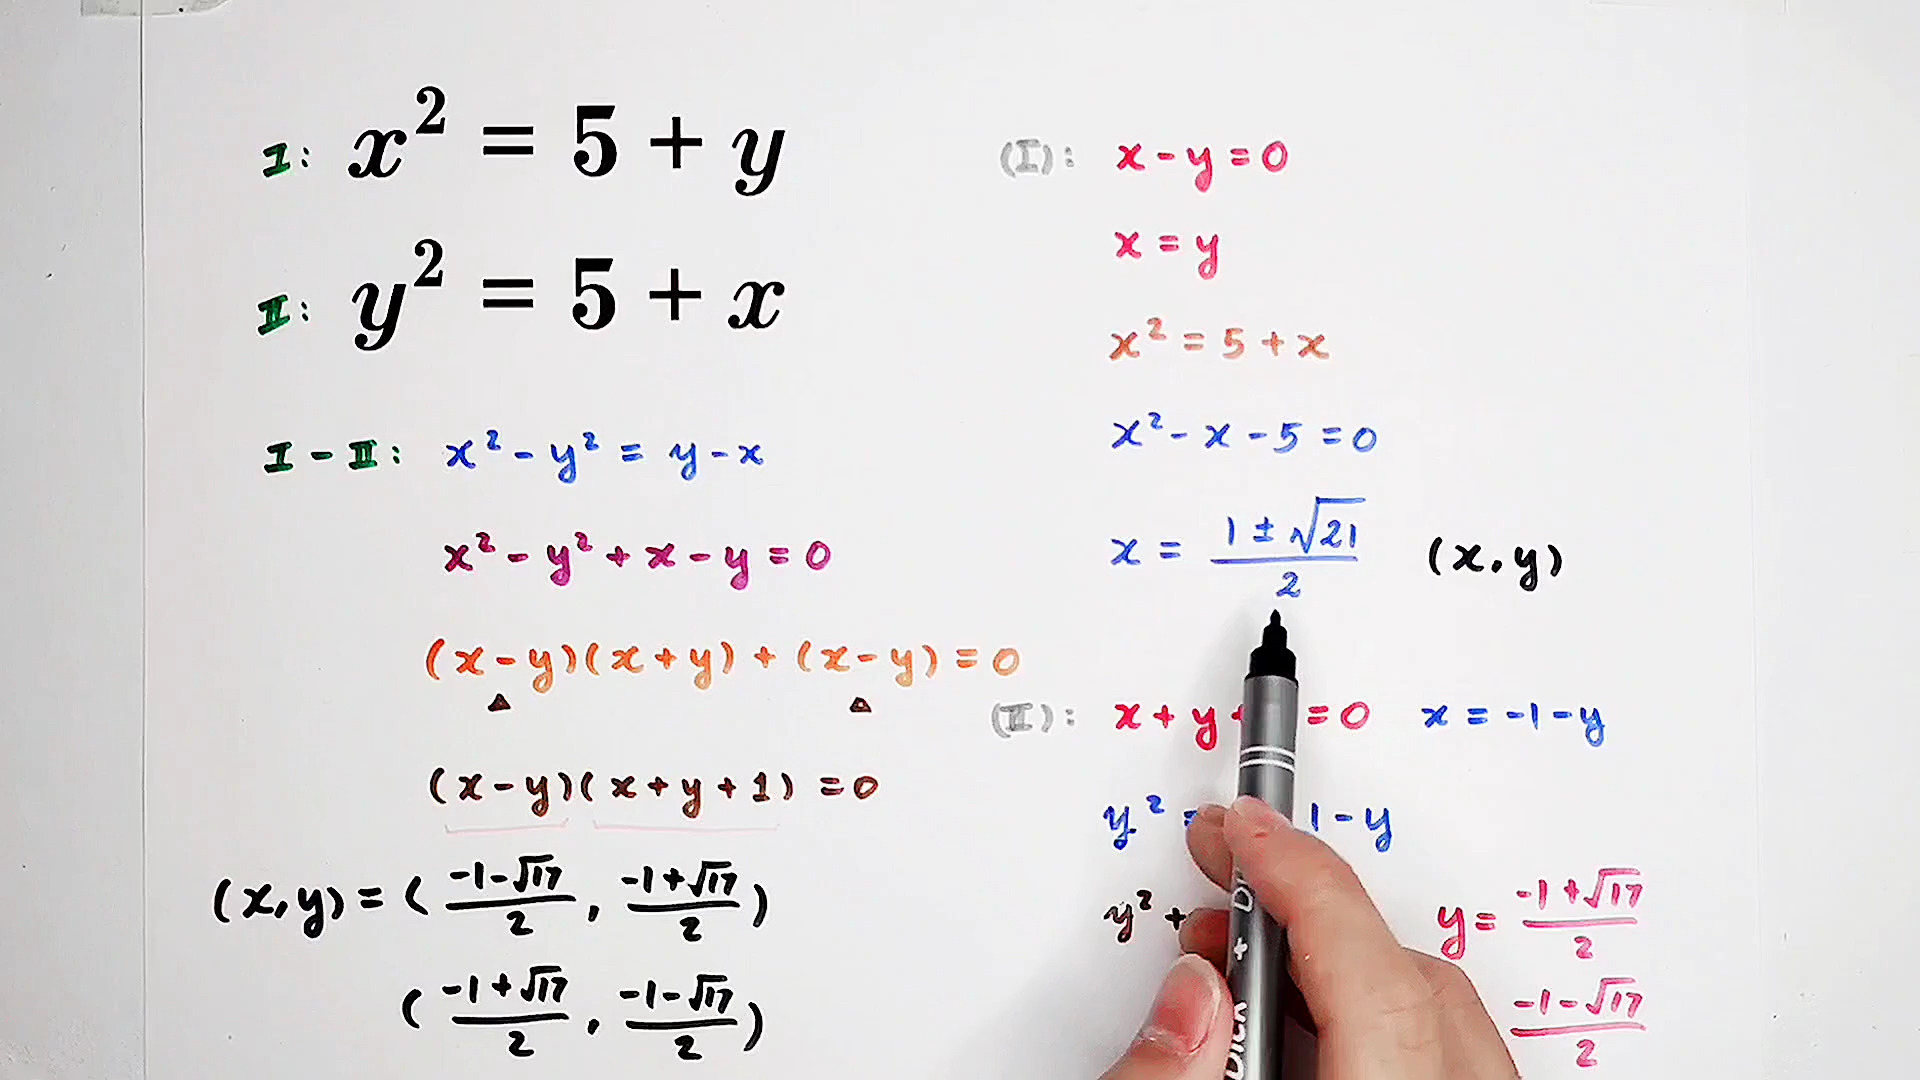 I: x² = 5 + y
II: y² = 5 + x
I - II: x² - y² = y - x
x² - y² + x - y = 0
(x - y)(x + y) + (x - y) = 0
(x - y)(x + y + 1) = 0
(x, y) = ( (-1-√17)/2 , (-1+√17)/2 )
( (-1+√17)/2 , (-1-√17)/2 )
(I): x - y = 0
x = y
x² = 5 + x
x² - x - 5 = 0
x = (1 ± √21)/2 (x, y)
(II): x + y + = 0 x = -1 - y
y² = 1 - y
y² + y = (-1+√17)/2
(-1-√17)/2